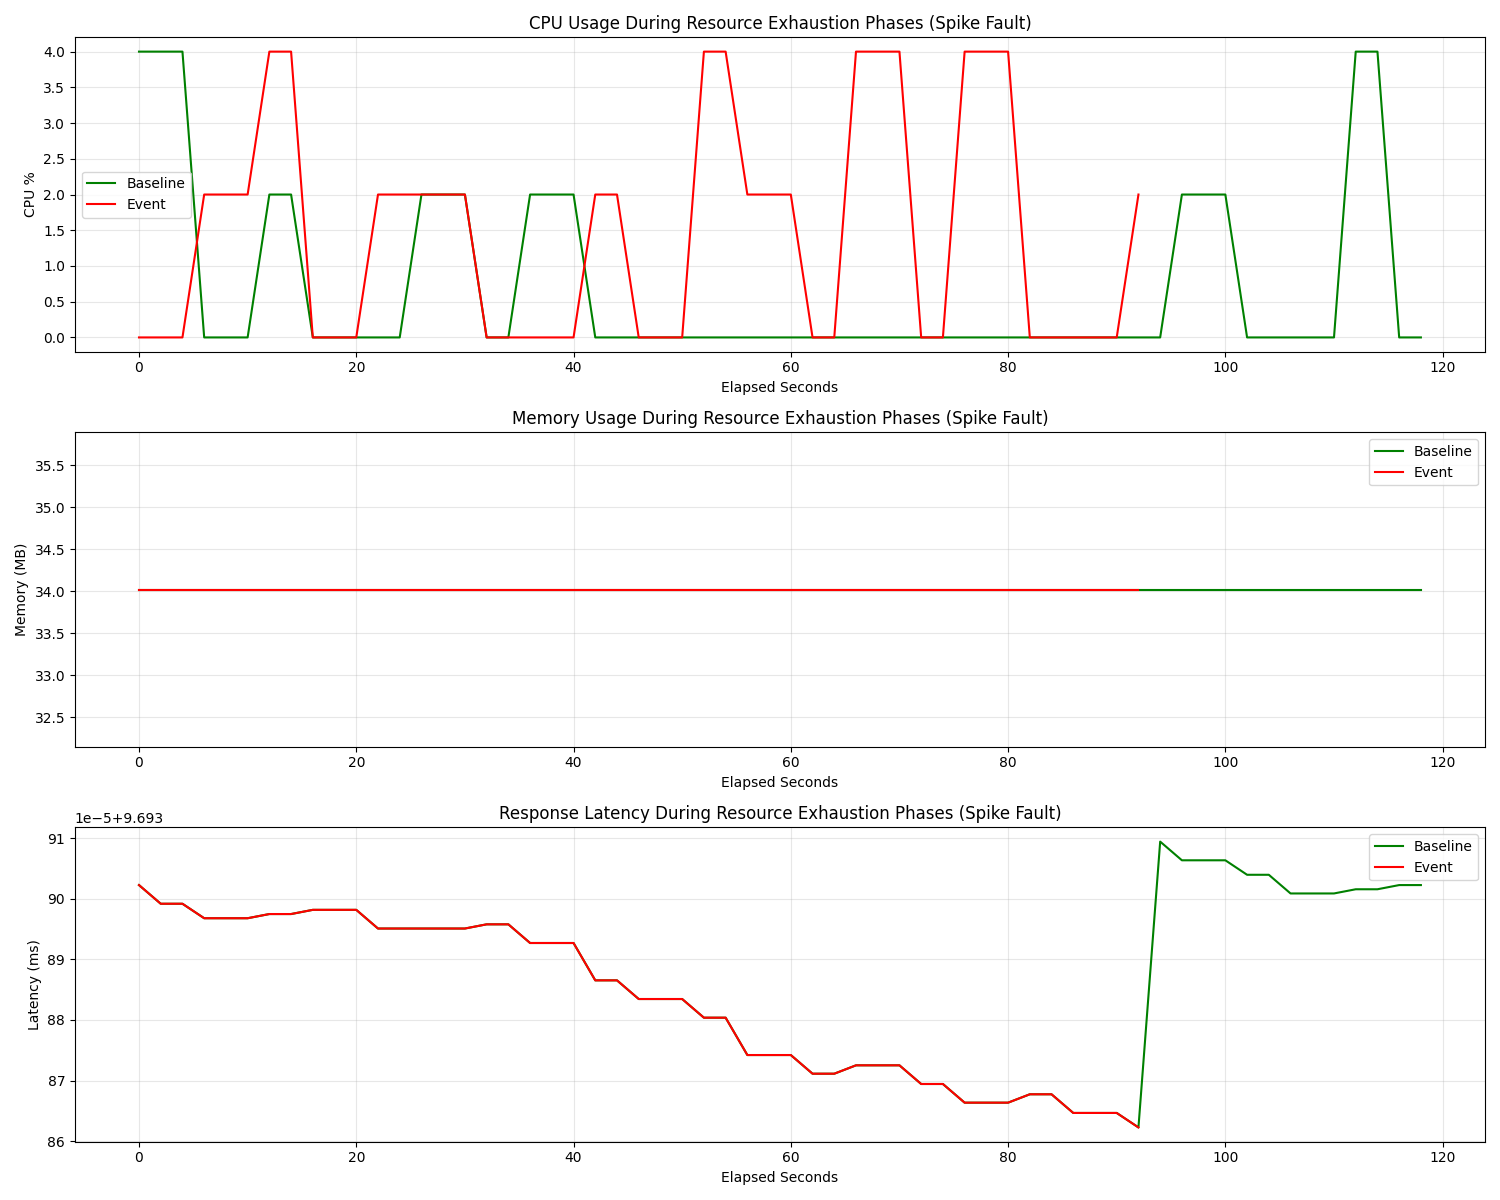 CPU Usage During Resource Exhaustion Phases (Spike Fault)
CPU %
4.0
3.5
3.0
2.5
2.0
1.5
1.0
0.5
0.0
Baseline
Event
0 20 40 60 80 100 120
Elapsed Seconds
Memory Usage During Resource Exhaustion Phases (Spike Fault)
Memory (MB)
35.5
35.0
34.5
34.0
33.5
33.0
32.5
Baseline
Event
0 20 40 60 80 100 120
Elapsed Seconds
Response Latency During Resource Exhaustion Phases (Spike Fault)
1e−5+9.693
Latency (ms)
91
90
89
88
87
86
Baseline
Event
0 20 40 60 80 100 120
Elapsed Seconds